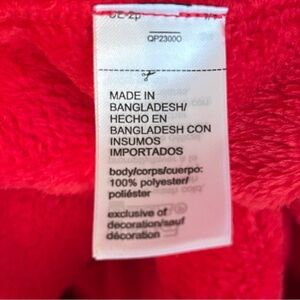 QP2300O
MADE IN
BANGLADESH/
HECHO EN
BANGLADESH CON
INSUMOS
IMPORTADOS
body/corps/cuerpo:
100% polyester/
poliéster
exclusive of
decoration/sauf
décoration